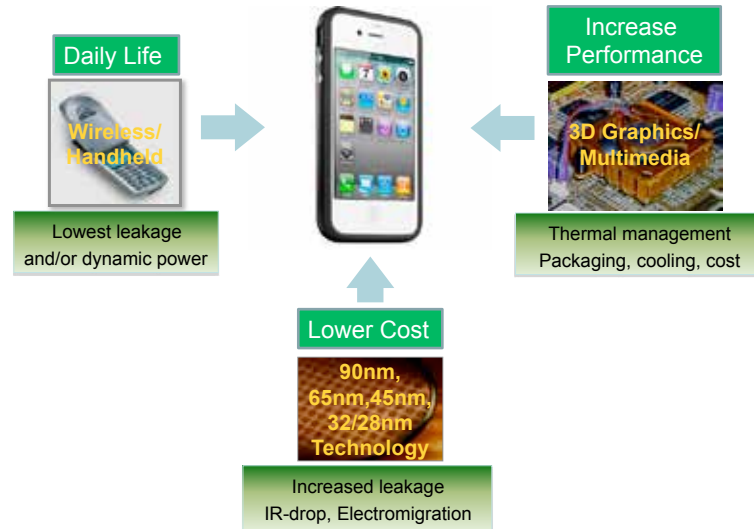 Daily Life
Wireless/
Handheld
Lowest leakage
and/or dynamic power
Increase
Performance
3D Graphics/
Multimedia
Thermal management
Packaging, cooling, cost
Lower Cost
90nm,
65nm,45nm,
32/28nm
Technology
Increased leakage
IR-drop, Electromigration